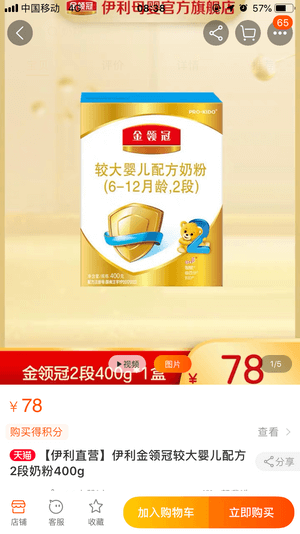 中国移动 4G 08:38 57%
金领冠 伊利母婴官方旗舰店
65
PRO-KIDO
金领冠
较大婴儿配方奶粉
(6-12月龄,2段)
2
金领冠2段400g*1盒
¥ 78
视频 图片 1/5
¥ 78
购买得积分 查看 >
天猫 【伊利直营】伊利金领冠较大婴儿配方
2段奶粉400g
分享
店铺 客服 收藏 加入购物车 立即购买